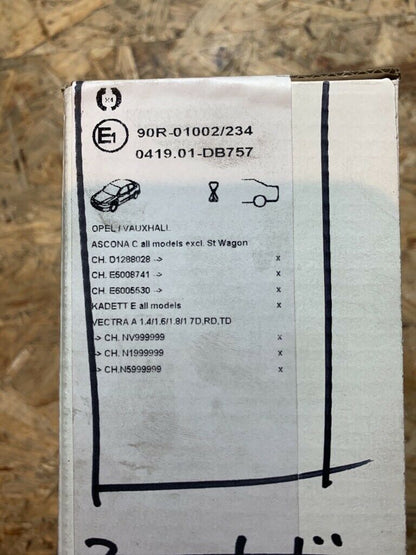 E1
90R-01002/234
0419.01-DB757
OPEL / VAUXHALL
ASCONA C all models excl. St Wagon
CH. D1288028 -> x
CH. E6008741 -> x
CH. E6005530 -> x
KADETT E all models x
VECTRA A 1.4/1.6/1.8/1.7D,RD,TD
-> CH. NV999999 x
-> CH. N1999999 x
-> CH.N5999999 x